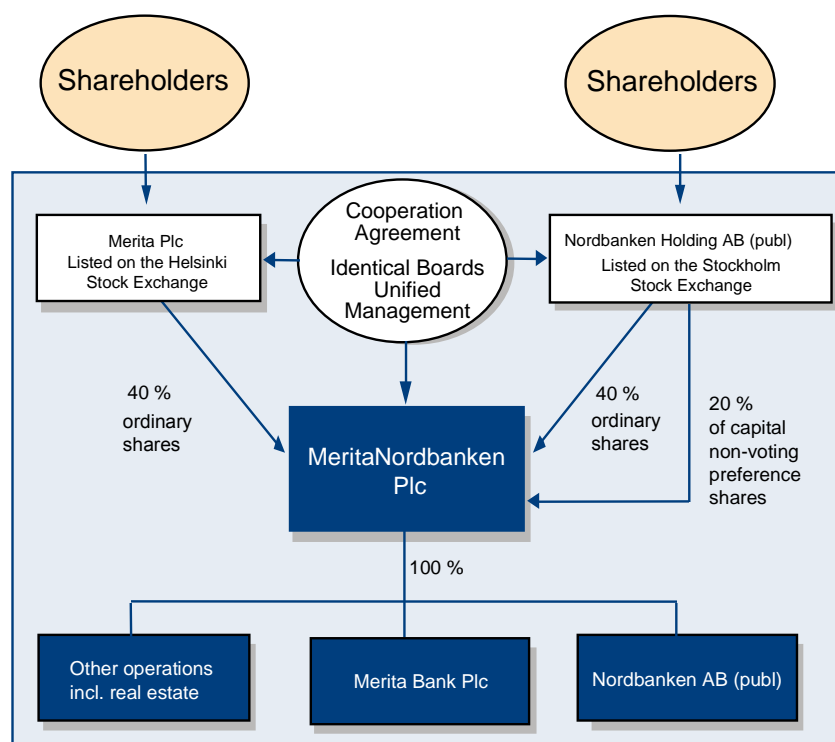 Shareholders
Shareholders
Cooperation
Agreement
Identical Boards
Unified
Management
Merita Plc
Listed on the Helsinki
Stock Exchange
Nordbanken Holding AB (publ)
Listed on the Stockholm
Stock Exchange
40 %
ordinary
shares
40 %
ordinary
shares
20 %
of capital
non-voting
preference
shares
MeritaNordbanken
Plc
100 %
Other operations
incl. real estate
Merita Bank Plc
Nordbanken AB (publ)